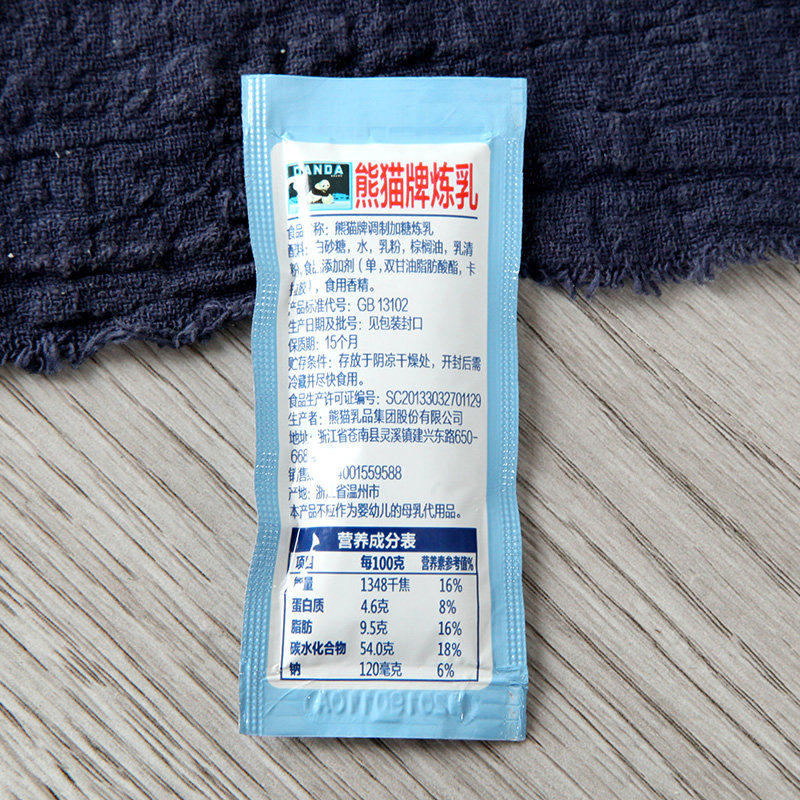 PANDA
熊猫牌炼乳
食品 称：熊猫牌调制加糖炼乳
配料：白砂糖，水，乳粉，棕榈油，乳清
粉，食品添加剂（单，双甘油脂肪酸酯，卡
胶），食用香精。
产品标准代号：GB 13102
生产日期及批号：见包装封口
保质期：15个月
贮存条件：存放于阴凉干燥处，开封后需
冷藏并尽快食用。
食品生产许可证编号：SC20133032701129
生产者：熊猫乳品集团股份有限公司
地址：浙江省苍南县灵溪镇建兴东路650-
668
销售 4001559588
产地：浙江省温州市
本产品不应作为婴幼儿的母乳代用品。
营养成分表
项目 每100克 营养素参考值%
能量 1348千焦 16%
蛋白质 4.6克 8%
脂肪 9.5克 16%
碳水化合物 54.0克 18%
钠 120毫克 6%